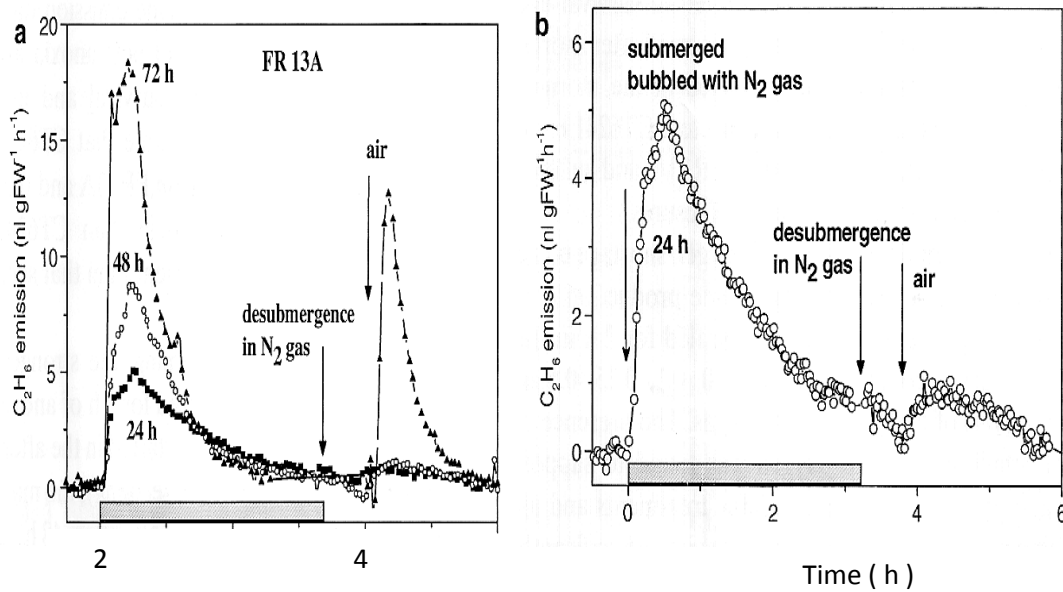 a
20
15
10
5
0
C₂H₆ emission (nl gFW⁻¹ h⁻¹)
FR 13A
72 h
48 h
24 h
air
desubmergence
in N₂ gas
2
4
b
6
4
2
0
C₂H₆ emission (nl gFW⁻¹h⁻¹)
submerged
bubbled with N₂ gas
24 h
desubmergence
in N₂ gas
air
0
2
4
6
Time ( h )